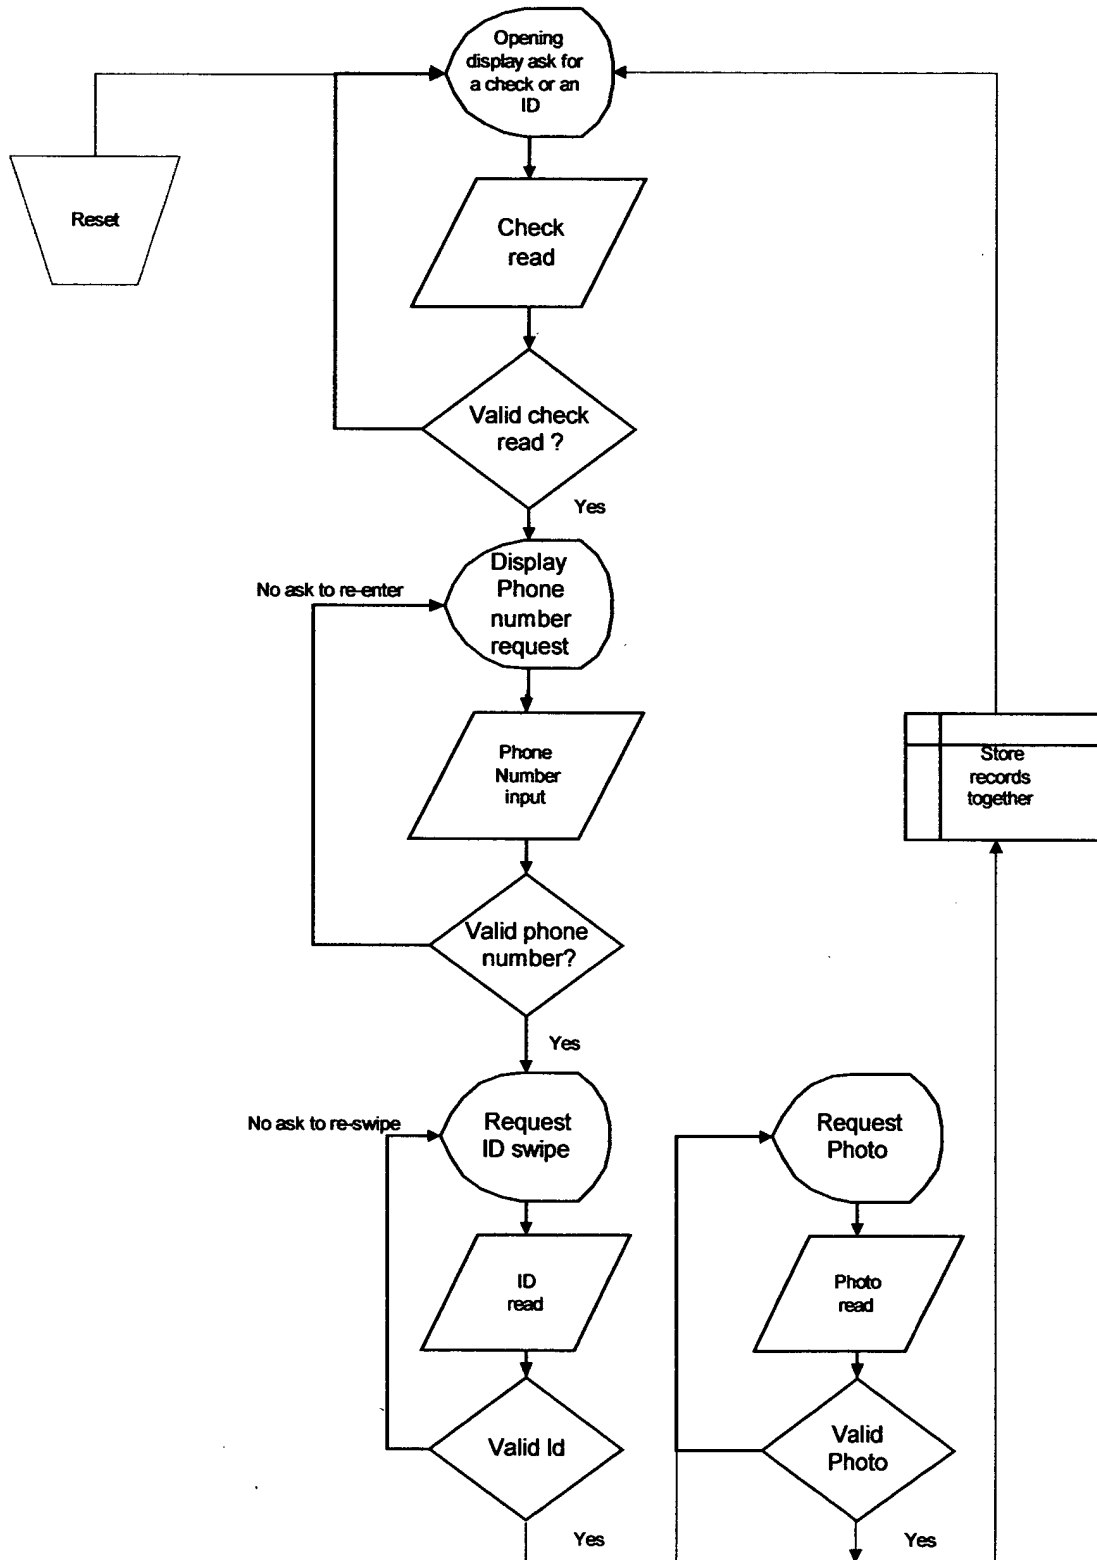 Opening
display ask for
a check or an
ID
Reset
Check
read
Valid check
read ?
Yes
Display
Phone
number
request
No ask to re-enter
Phone
Number
input
Store
records
together
Valid phone
number?
Yes
Request
ID swipe
No ask to re-swipe
Request
Photo
ID
read
Photo
read
Valid Id
Valid
Photo
Yes
Yes